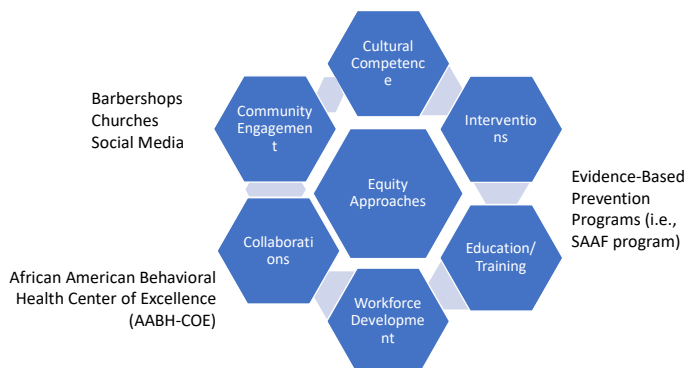 Cultural
Competenc
e
Barbershops
Churches
Social Media
Community
Engagemen
t
Interventio
ns
Equity
Approaches
Evidence-Based
Prevention
Programs (i.e.,
SAAF program)
Collaborati
ons
Education/
Training
African American Behavioral
Health Center of Excellence
(AABH-COE)
Workforce
Developme
nt